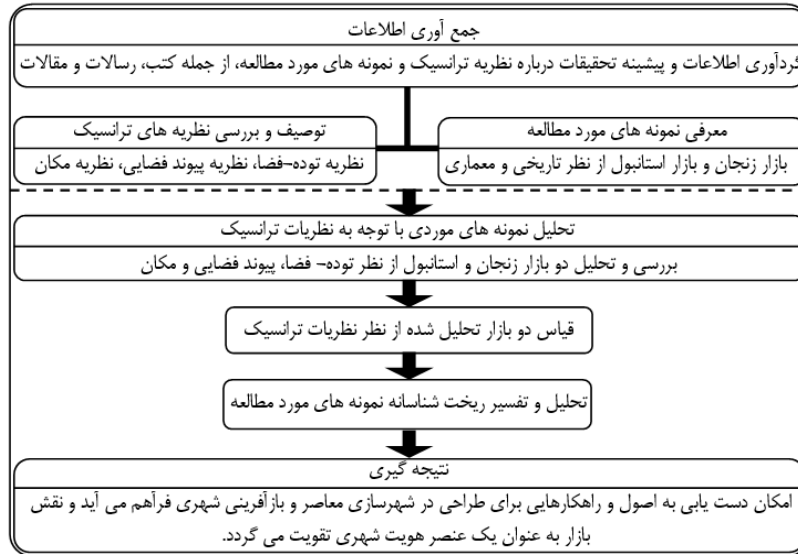 جمع آوری اطلاعات
گردآوری اطلاعات و پیشینه تحقیقات درباره نظریه ترانسیک و نمونه های مورد مطالعه، از جمله کتب، رسالات و مقالات
معرفی نمونه های مورد مطالعه
بازار زنجان و بازار استانبول از نظر تاریخی و معماری
توصیف و بررسی نظریه های ترانسیک
نظریه توده-فضا، نظریه پیوند فضایی، نظریه مکان
تحلیل نمونه های موردی با توجه به نظریات ترانسیک
بررسی و تحلیل دو بازار زنجان و استانبول از نظر توده- فضا، پیوند فضایی و مکان
قیاس دو بازار تحلیل شده از نظر نظریات ترانسیک
تحلیل و تفسیر ریخت شناسانه نمونه های مورد مطالعه
نتیجه گیری
امکان دست یابی به اصول و راهکارهایی برای طراحی در شهرسازی معاصر و بازآفرینی شهری فرآهم می آید و نقش
بازار به عنوان یک عنصر هویت شهری تقویت می گردد.